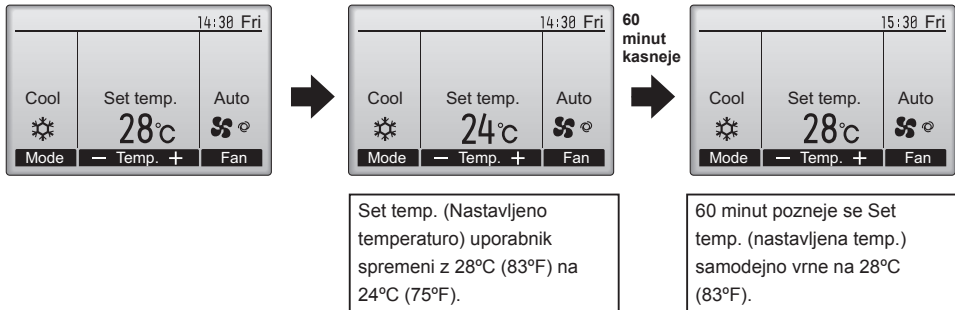 14:30 Fri
Cool Set temp. Auto
28°C
Mode — Temp. + Fan
14:30 Fri
Cool Set temp. Auto
24°C
Mode — Temp. + Fan
60
minut
kasneje
15:30 Fri
Cool Set temp. Auto
28°C
Mode — Temp. + Fan
Set temp. (Nastavljeno
temperaturo) uporabnik
spremeni z 28ºC (83ºF) na
24ºC (75ºF).
60 minut pozneje se Set
temp. (nastavljena temp.)
samodejno vrne na 28ºC
(83ºF).